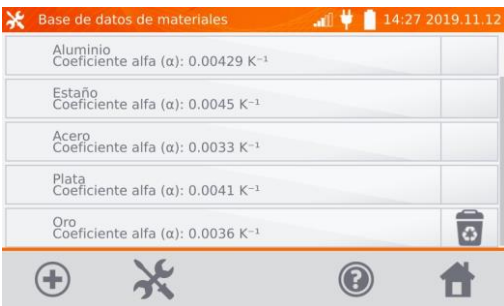 Base de datos de materiales 14:27 2019.11.12
Aluminio
Coeficiente alfa (α): 0.00429 K⁻¹
Estaño
Coeficiente alfa (α): 0.0045 K⁻¹
Acero
Coeficiente alfa (α): 0.0033 K⁻¹
Plata
Coeficiente alfa (α): 0.0041 K⁻¹
Oro
Coeficiente alfa (α): 0.0036 K⁻¹